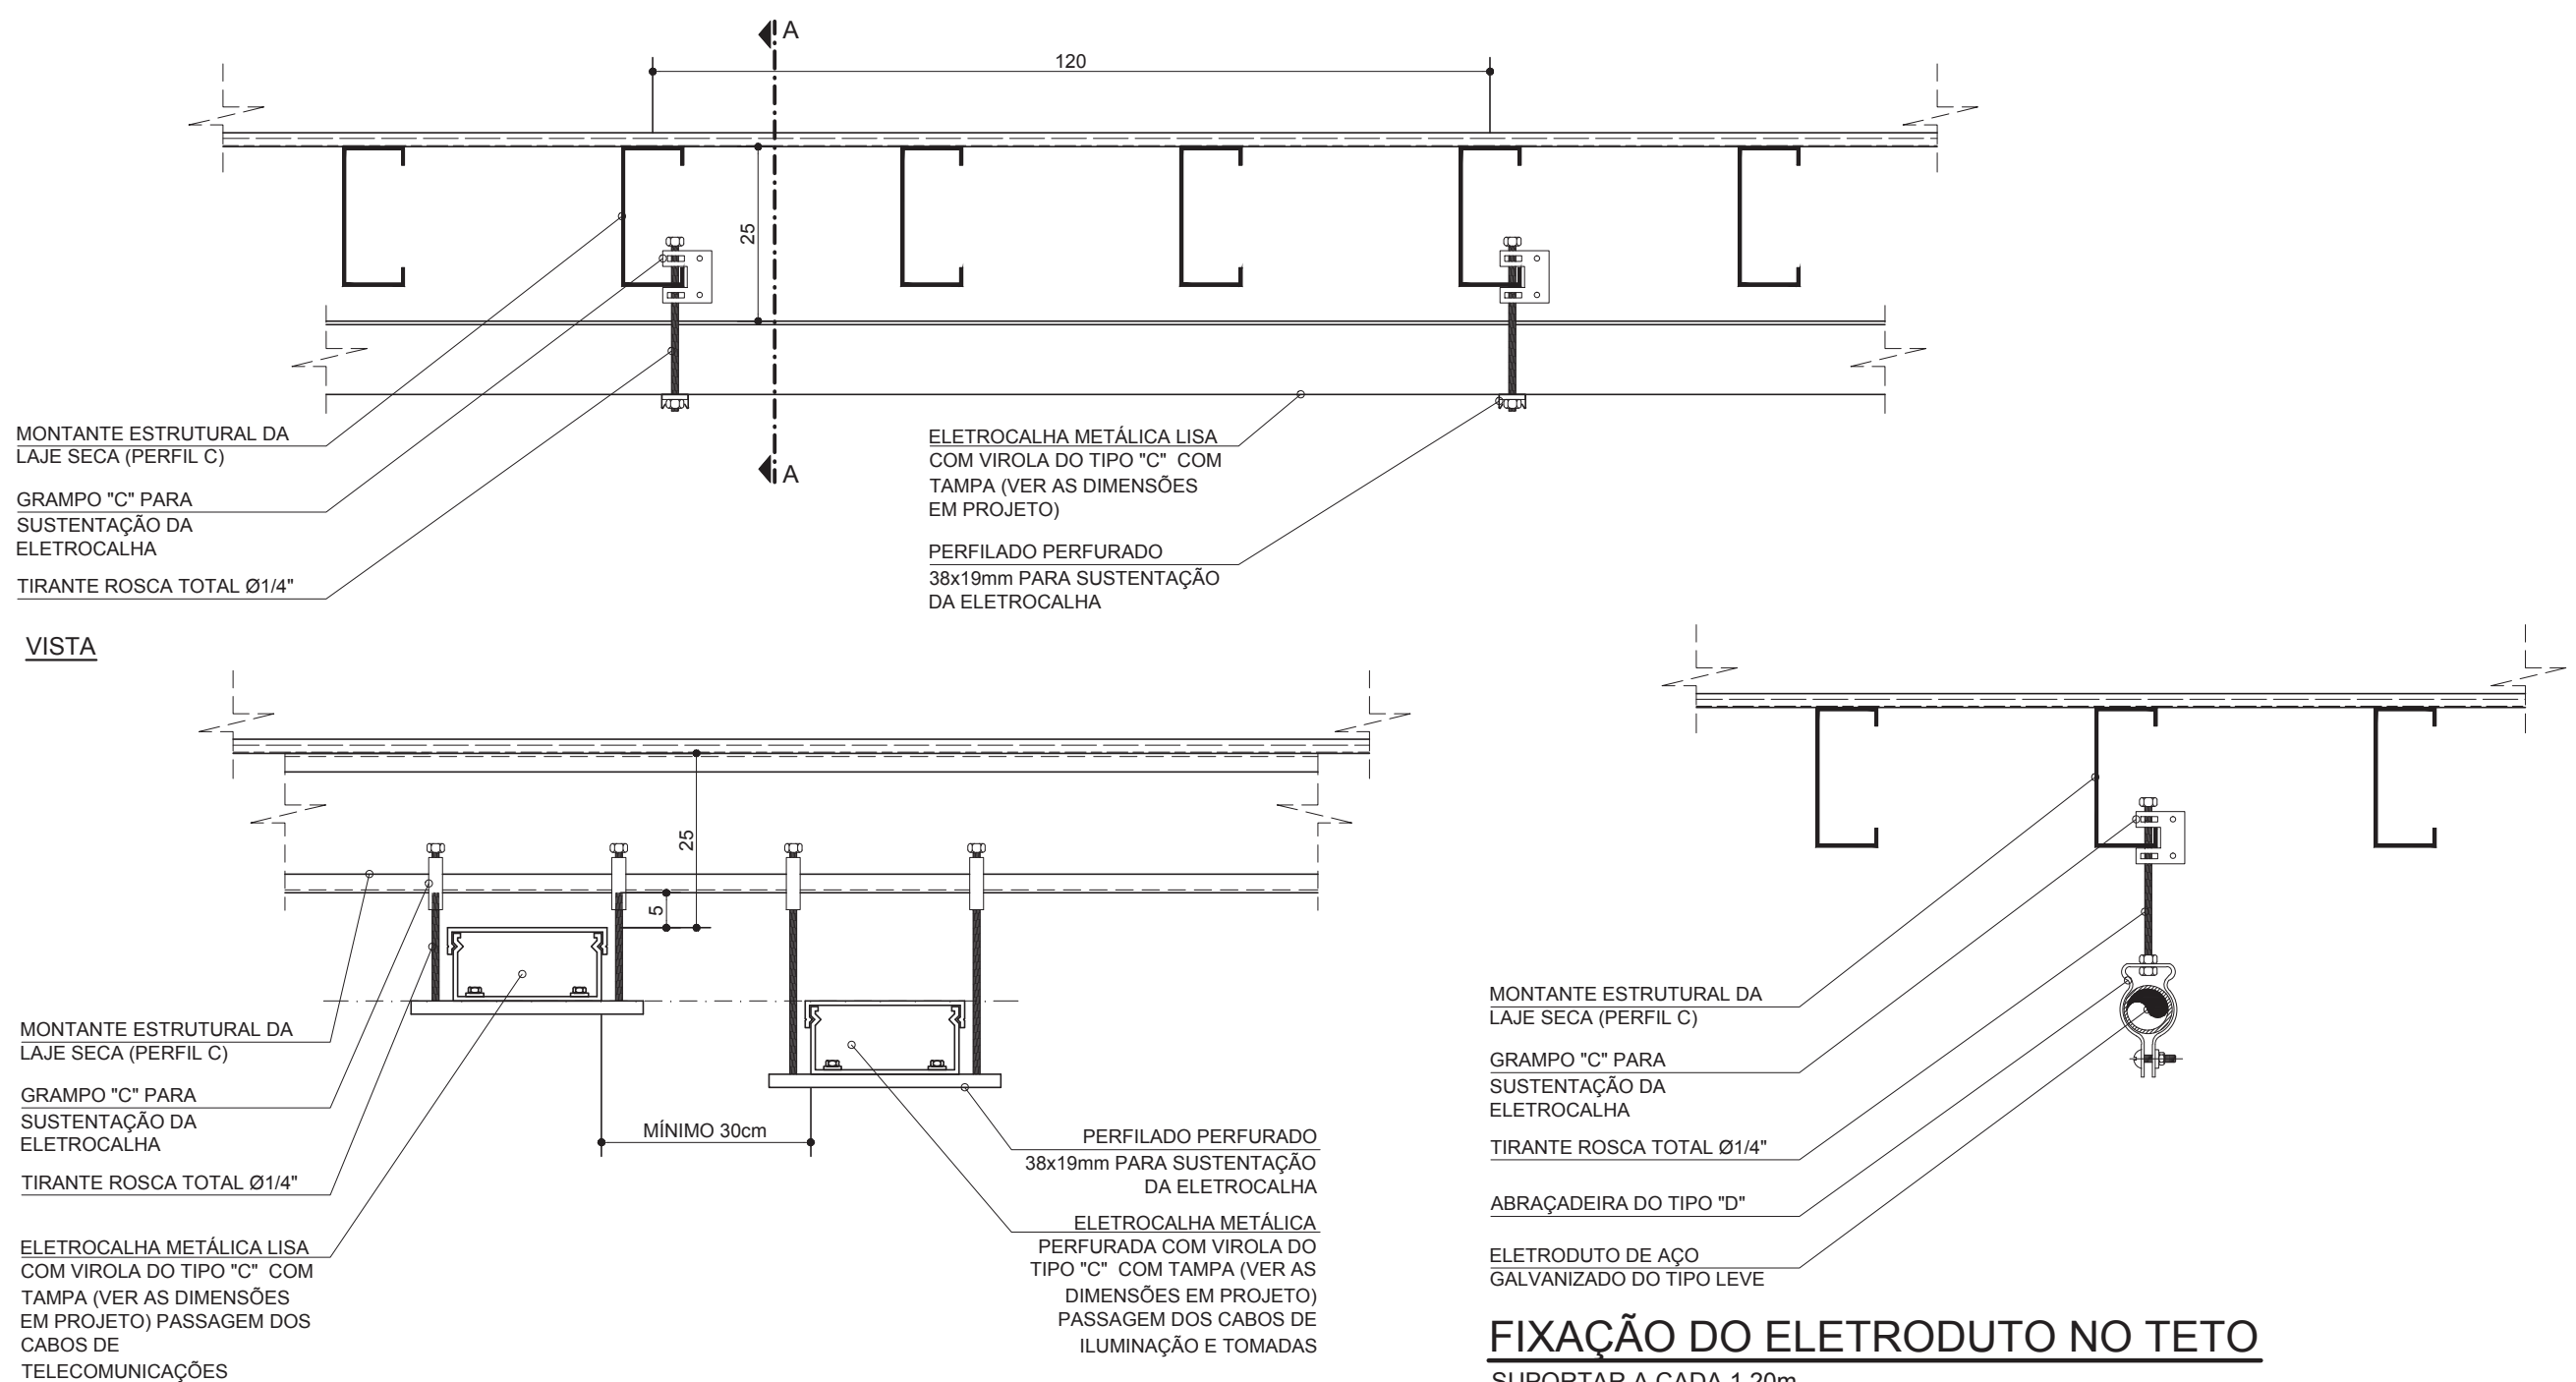 A
120
25
A
MONTANTE ESTRUTURAL DA
LAJE SECA (PERFIL C)
GRAMPO "C" PARA
SUSTENTAÇÃO DA
ELETROCALHA
TIRANTE ROSCA TOTAL Ø1/4"
ELETROCALHA METÁLICA LISA
COM VIROLA DO TIPO "C" COM
TAMPA (VER AS DIMENSÕES
EM PROJETO)
PERFILADO PERFURADO
38x19mm PARA SUSTENTAÇÃO
DA ELETROCALHA
VISTA
25
5
MÍNIMO 30cm
MONTANTE ESTRUTURAL DA
LAJE SECA (PERFIL C)
GRAMPO "C" PARA
SUSTENTAÇÃO DA
ELETROCALHA
TIRANTE ROSCA TOTAL Ø1/4"
ELETROCALHA METÁLICA LISA
COM VIROLA DO TIPO "C" COM
TAMPA (VER AS DIMENSÕES
EM PROJETO) PASSAGEM DOS
CABOS DE
TELECOMUNICAÇÕES
PERFILADO PERFURADO
38x19mm PARA SUSTENTAÇÃO
DA ELETROCALHA
ELETROCALHA METÁLICA
PERFURADA COM VIROLA DO
TIPO "C" COM TAMPA (VER AS
DIMENSÕES EM PROJETO)
PASSAGEM DOS CABOS DE
ILUMINAÇÃO E TOMADAS
MONTANTE ESTRUTURAL DA
LAJE SECA (PERFIL C)
GRAMPO "C" PARA
SUSTENTAÇÃO DA
ELETROCALHA
TIRANTE ROSCA TOTAL Ø1/4"
ABRAÇADEIRA DO TIPO "D"
ELETRODUTO DE AÇO
GALVANIZADO DO TIPO LEVE
FIXAÇÃO DO ELETRODUTO NO TETO
SUPORTAR A CADA 1,20m